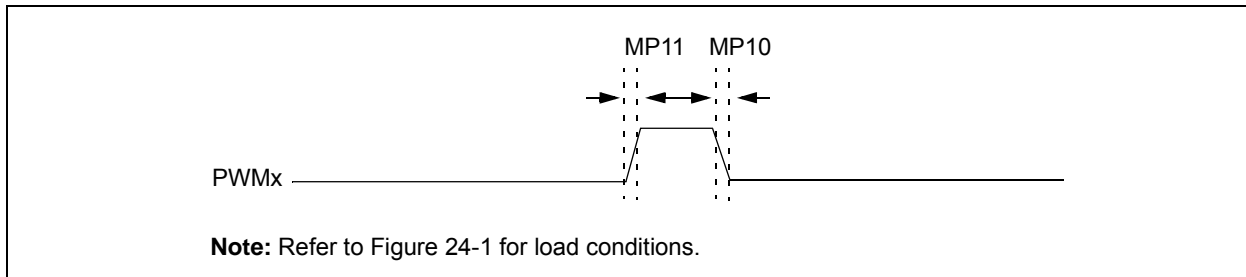 MP11 MP10
PWMx
Note: Refer to Figure 24-1 for load conditions.